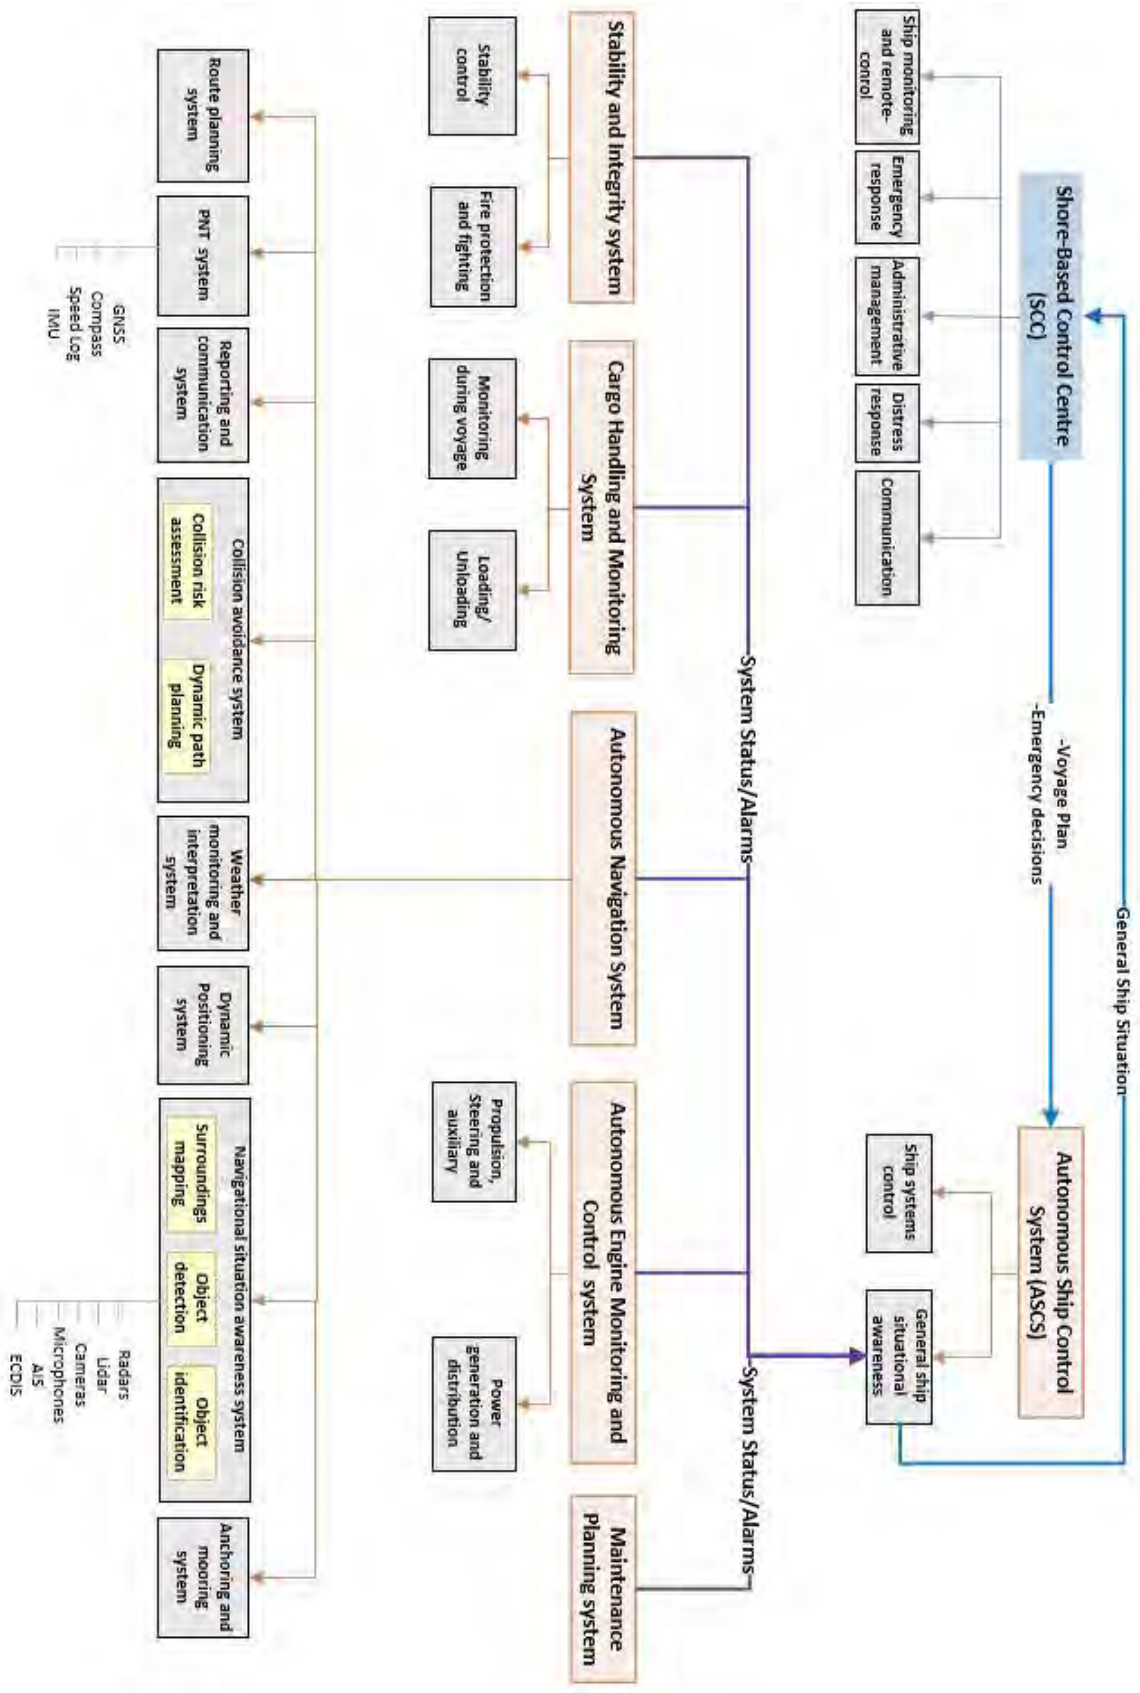 General Ship Situation
Shore-Based Control Centre
(SCC)
-Voyage Plan
-Emergency decisions
Autonomous Ship Control
System (ASCS)
Ship monitoring
and remote-
conrol
Emergency
response
Administrative
management
Distress
response
Communication
Ship systems
control
General ship
situational
awareness
System Status/Alarms
System Status/Alarms
Stability and Integrity system
Cargo Handling and Monitoring
System
Autonomous Navigation System
Autonomous Engine Monitoring and
Control system
Maintenance
Planning system
Stability
control
Fire protection
and fighting
Monitoring
during voyage
Loading/
Unloading
Propulsion,
Steering and
auxiliary
Power
generation and
distribution
Route planning
system
PNT system
Reporting and
communication
system
Collision avoidance system
Collision risk
assessment
Dynamic path
planning
Weather
monitoring and
interpretation
system
Dynamic
Positioning
system
Navigational situation awareness system
Surroundings
mapping
Object
detection
Object
identification
Anchoring and
mooring
system
GNSS
Compass
Speed Log
IMU
Radars
Lidar
Cameras
Microphones
AIS
ECDIS